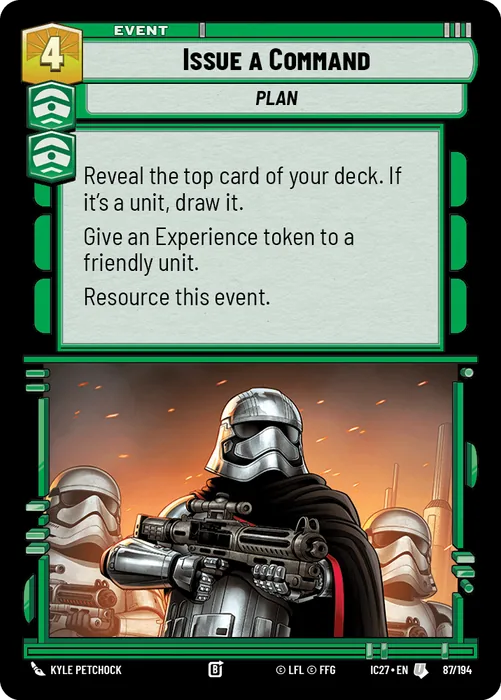 EVENT
4
ISSUE A COMMAND
PLAN
Reveal the top card of your deck. If
it's a unit, draw it.
Give an Experience token to a
friendly unit.
Resource this event.
KYLE PETCHOCK
B
© LFL © FFG
IC27 • EN
87/194